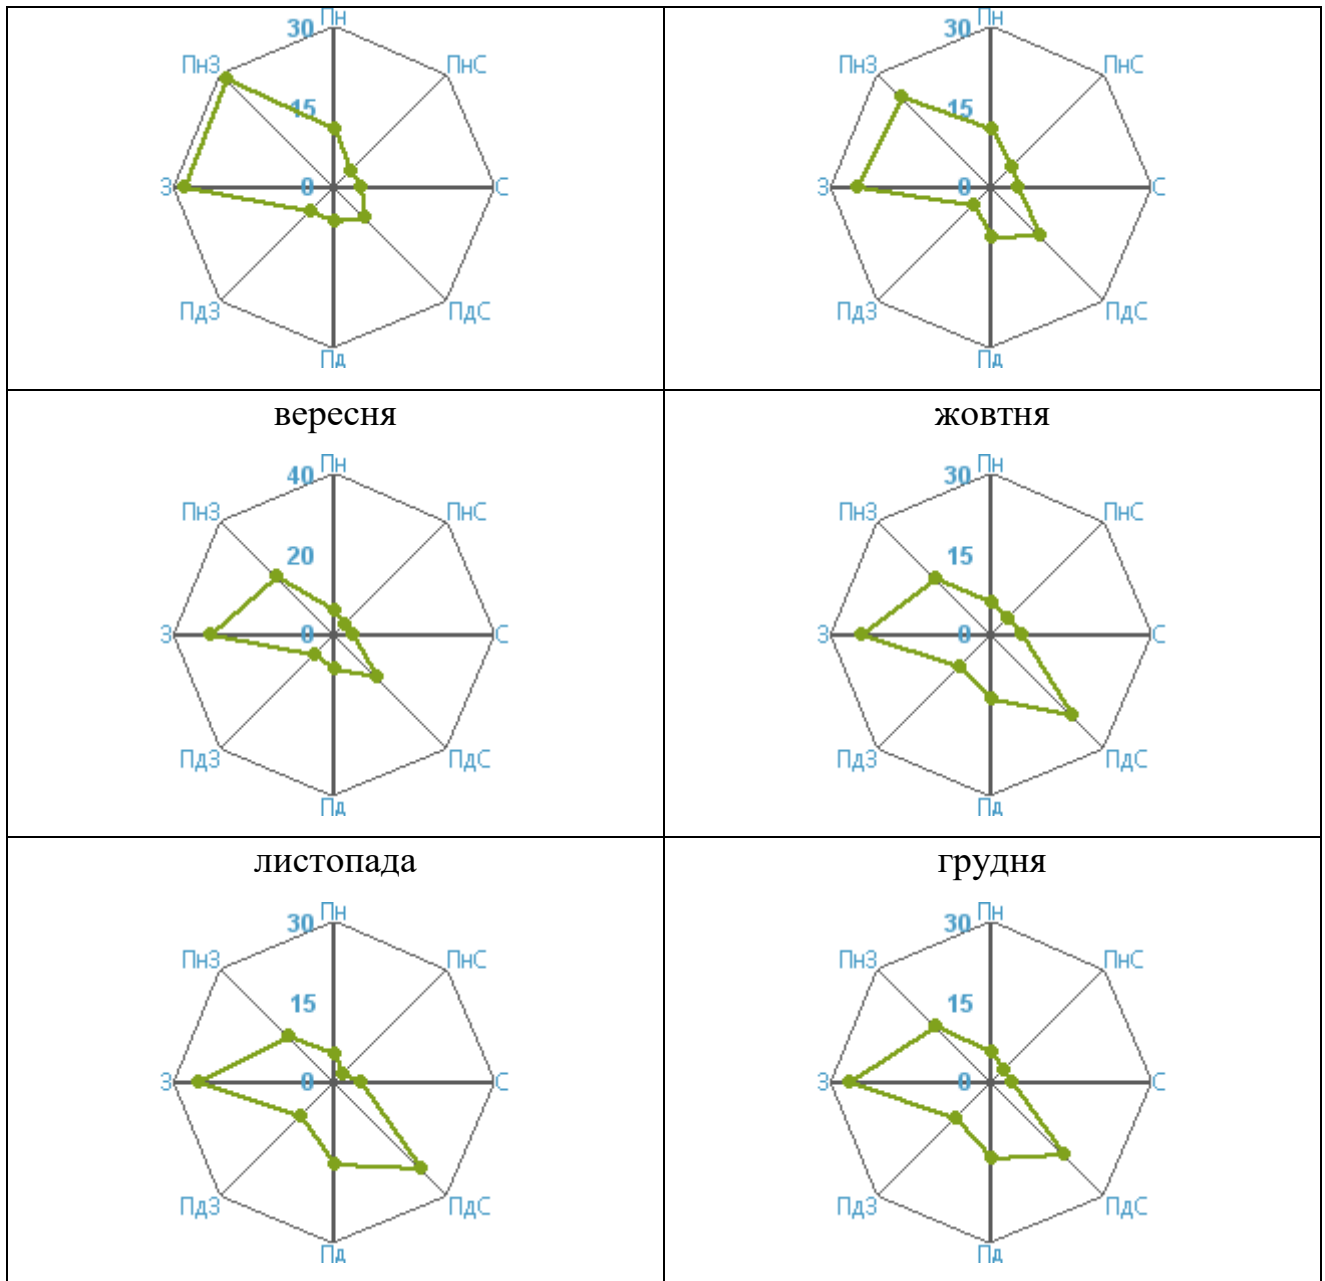 Пн
30
ПнЗ
ПнС
15
З
0
С
ПдЗ
ПдС
Пд
Пн
30
ПнЗ
ПнС
15
З
0
С
ПдЗ
ПдС
Пд
вересня
Пн
40
ПнЗ
ПнС
20
З
0
С
ПдЗ
ПдС
Пд
жовтня
Пн
30
ПнЗ
ПнС
15
З
0
С
ПдЗ
ПдС
Пд
листопада
Пн
30
ПнЗ
ПнС
15
З
0
С
ПдЗ
ПдС
Пд
грудня
Пн
30
ПнЗ
ПнС
15
З
0
С
ПдЗ
ПдС
Пд